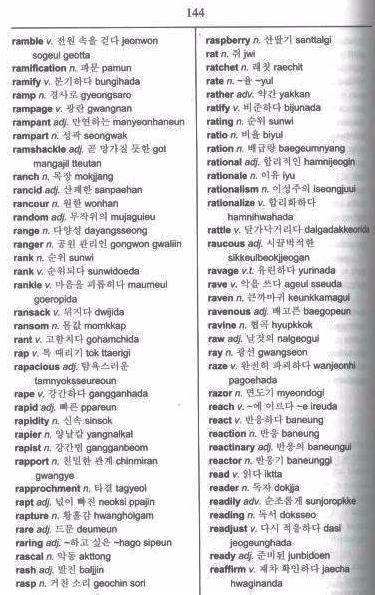 144
ramble v. 전원 속을 걷다 jeonwon
sogeul geotta
ramification n. 파문 pamun
ramify v. 분기하다 bungihada
ramp n. 경사로 gyeongsaro
rampage v. 광란 gwangnan
rampant adj. 만연하는 manyeonhaneun
rampart n. 성곽 seongwak
ramshackle adj. 곧 망가질 듯한 got
mangajil tteutan
ranch n. 목장 mokjjang
rancid adj. 산패한 sanpaehan
rancour n. 원한 wonhan
random adj. 무작위의 mujaguieu
range n. 다양성 dayangsseong
ranger n. 공원 관리인 gongwon gwaliin
rank n. 순위 sunwi
rank v. 순위되다 sunwidoeda
rankle v. 마음을 괴롭히다 maumeul
goeropida
ransack v. 뒤지다 dwijida
ransom n. 몸값 momkkap
rant v. 고함치다 gohamchida
rap v. 톡 때리기 tok ttaerigi
rapacious adj. 탐욕스러운
tamnyoksseureoun
rape v. 강간하다 gangganhada
rapid adj. 빠른 ppareun
rapidity n. 신속 sinsok
rapier n. 양날칼 yangnalkal
rapist n. 강간범 gangganbeom
rapport n. 친밀한 관계 chinmiran
gwangye
rapprochment n. 타결 tagyeol
rapt adj. 넋이 빠진 neoksi ppajin
rapture n. 황홀감 hwangholgam
rare adj. 드문 deumeun
raring adj. ~하고 싶은 ~hago sipeun
rascal n. 악동 akttong
rash adj. 발진 baljjin
rasp n. 거친 소리 geochin sori
raspberry n. 산딸기 santtalgi
rat n. 쥐 jwi
ratchet n. 래칫 raechit
rate n. ~율 ~yul
rather adv. 약간 yakkan
ratify v. 비준하다 bijunada
rating n. 순위 sunwi
ratio n. 비율 biyul
ration n. 배급량 baegeumnyang
rational adj. 합리적인 hamnijeogin
rationale n. 이유 iyu
rationalism n. 이성주의 iseongjjuui
rationalize v. 합리화하다
hamnihwahada
rattle v. 달가닥거리다 dalgadakkeorida
raucous adj. 시끌벅적한
sikkeulbeokjjeogan
ravage v.t. 유린하다 yurinada
rave v. 악을 쓰다 ageul sseuda
raven n. 큰까마귀 keunkkamagui
ravenous adj. 배고픈 baegopeun
ravine n. 협곡 hyupkkok
raw adj. 날것의 nalgeogui
ray n. 광선 gwangseon
raze v. 완전히 파괴하다 wanjeonhi
pagoehada
razor n. 면도기 myeondogi
reach v. ~에 이르다 ~e ireuda
react v. 반응하다 baneung
reaction n. 반응 baneung
reactinary adj. 반응의 baneungui
reactor n. 반응기 baneunggi
read v. 읽다 iktta
reader n. 독자 dokjja
readily adv. 순조롭게 sunjoropkke
reading n. 독서 doksseo
readjust v. 다시 적응하다 dasi
jeogeunghada
ready adj. 준비된 junbidoen
reaffirm v. 재차 확인하다 jaecha
hwaginanda